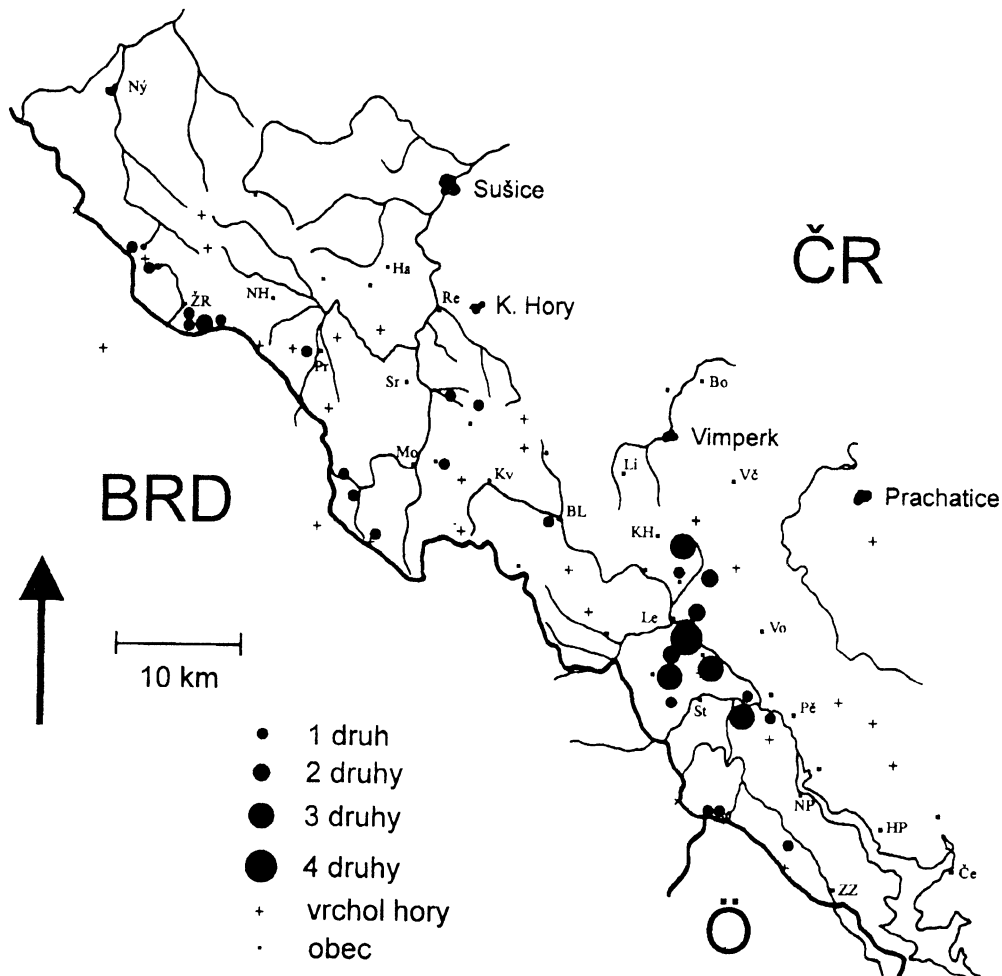 Ný
Sušice
ČR
Ha
NH
ŽR
Re
K. Hory
Pr
Sr
Bo
Vimperk
Mo
Li
Vč
Kv
BRD
Prachatice
BL
KH
Le
Vo
10 km
St
Pě
1 druh
2 druhy
3 druhy
4 druhy
vrchol hory
obec
NP
HP
Če
ZZ
Ö